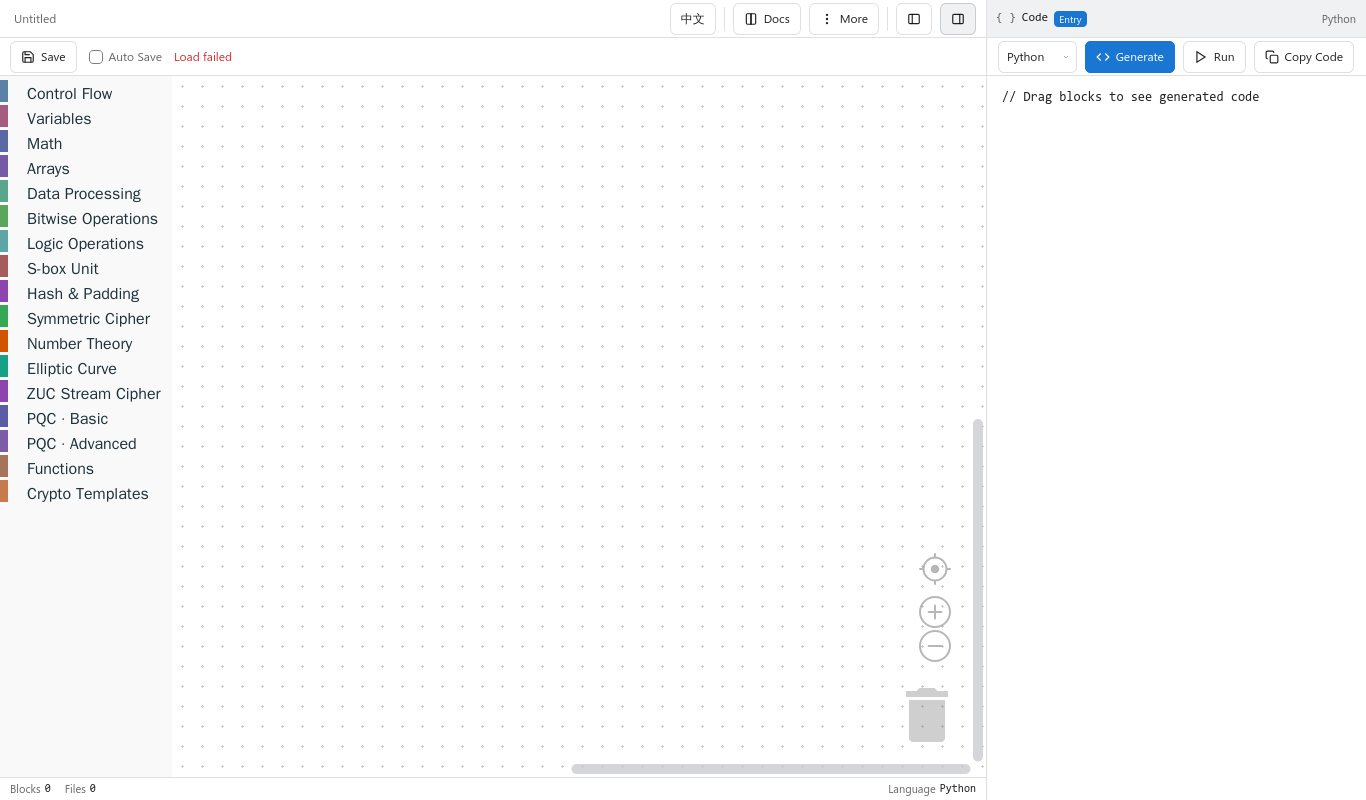 Untitled
中文
Docs
More
{ } Code Entry
Python
Save
Auto Save
Load failed
Python
Generate
Run
Copy Code
Control Flow
Variables
Math
Arrays
Data Processing
Bitwise Operations
Logic Operations
S-box Unit
Hash & Padding
Symmetric Cipher
Number Theory
Elliptic Curve
ZUC Stream Cipher
PQC · Basic
PQC · Advanced
Functions
Crypto Templates
// Drag blocks to see generated code
Blocks 0 Files 0
Language Python